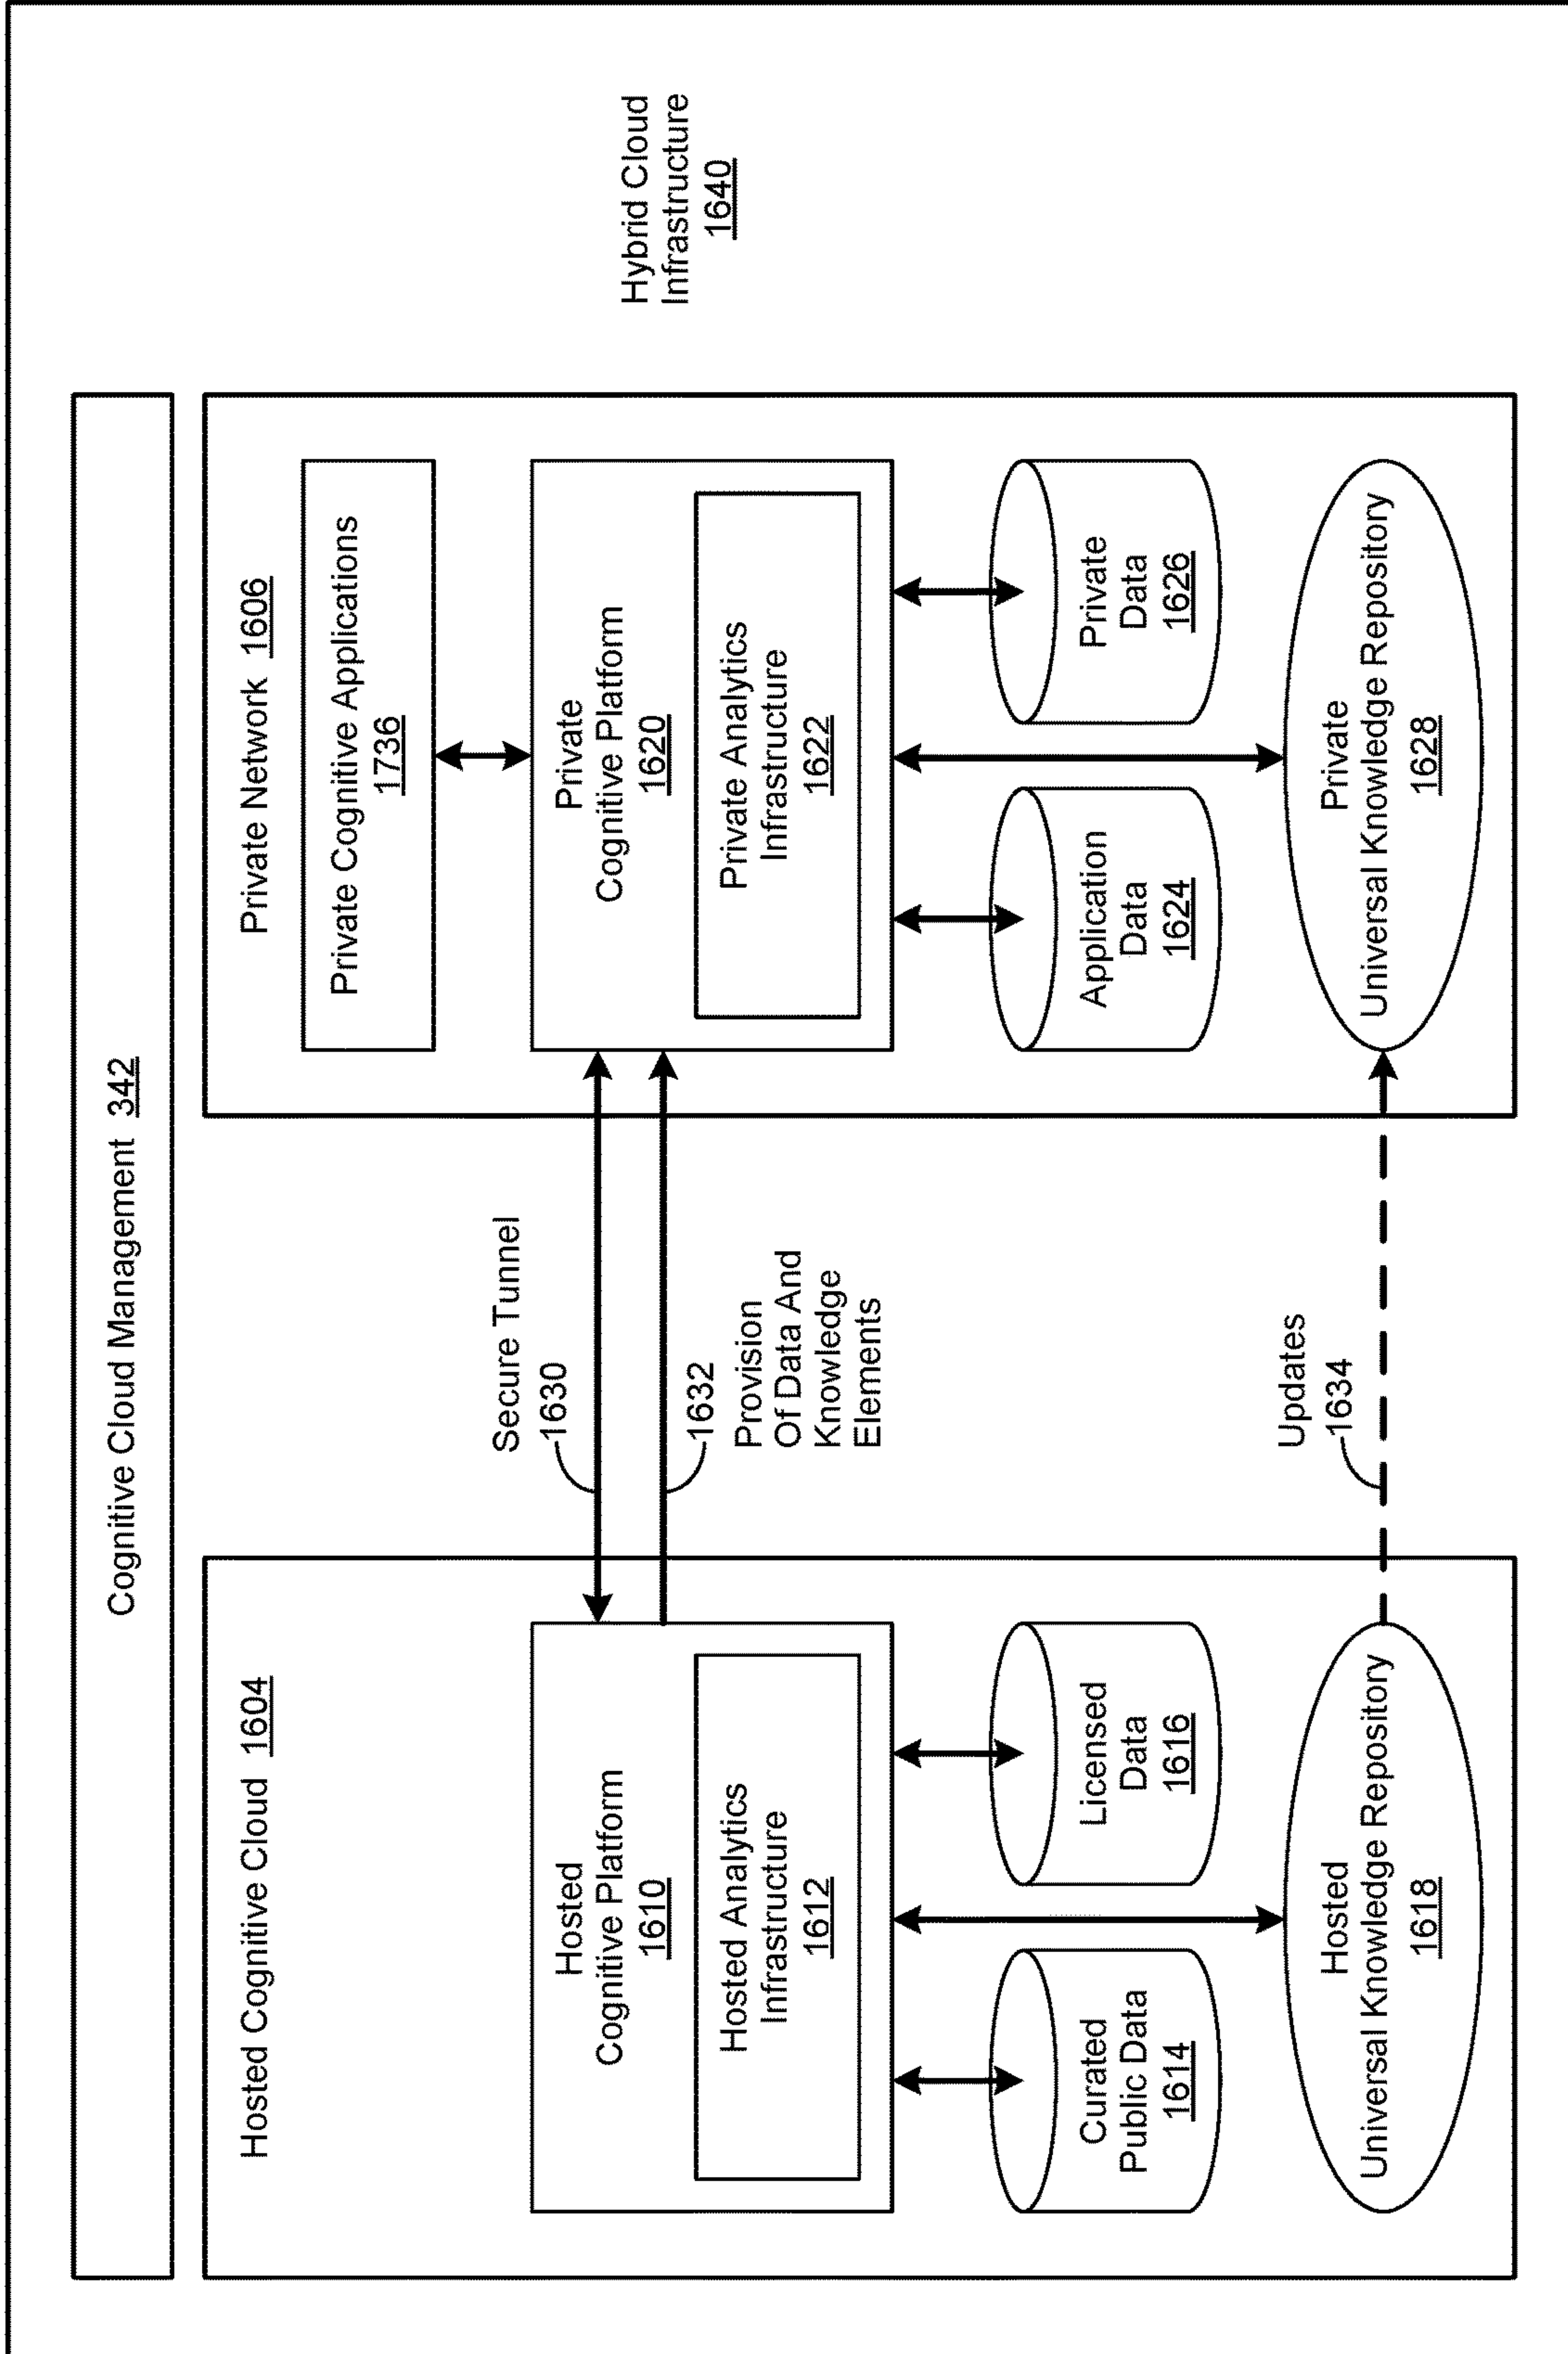 Cognitive Cloud Management 342
Hosted Cognitive Cloud 1604
Hosted
Cognitive Platform
1610
Hosted Analytics
Infrastructure
1612
Curated
Public Data
1614
Licensed
Data
1616
Hosted
Universal Knowledge Repository
1618
Secure Tunnel
1630
1632
Provision
Of Data And
Knowledge
Elements
Updates
1634
Private Network 1606
Private Cognitive Applications
1736
Private
Cognitive Platform
1620
Private Analytics
Infrastructure
1622
Application
Data
1624
Private
Data
1626
Private
Universal Knowledge Repository
1628
Hybrid Cloud
Infrastructure
1640